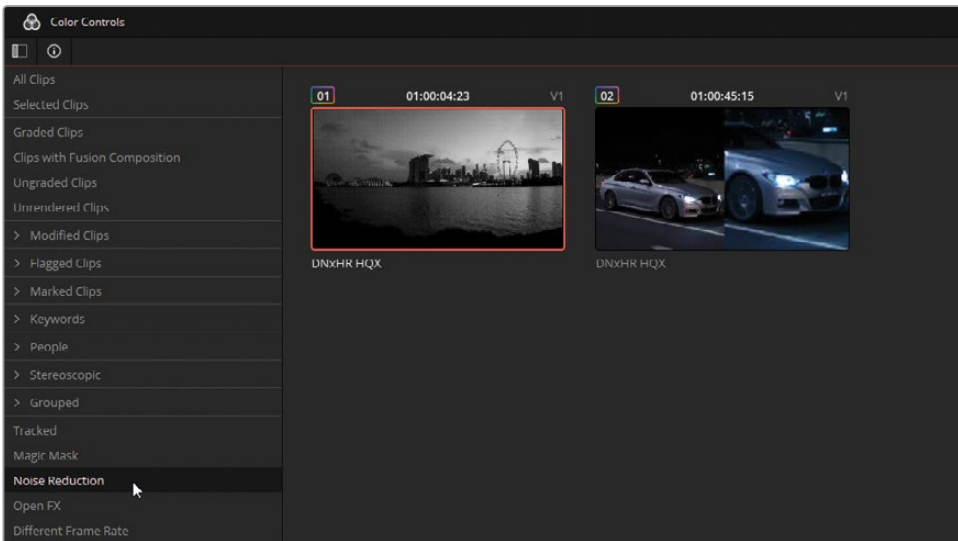 Color Controls
All Clips
Selected Clips
Graded Clips
Clips with Fusion Composition
Ungraded Clips
Unrendered Clips
> Modified Clips
> Flagged Clips
> Marked Clips
> Keywords
> People
> Stereoscopic
> Grouped
Tracked
Magic Mask
Noise Reduction
Open FX
Different Frame Rate
01 01:00:04:23 V1
DNxHR HQX
02 01:00:45:15 V1
DNxHR HQX